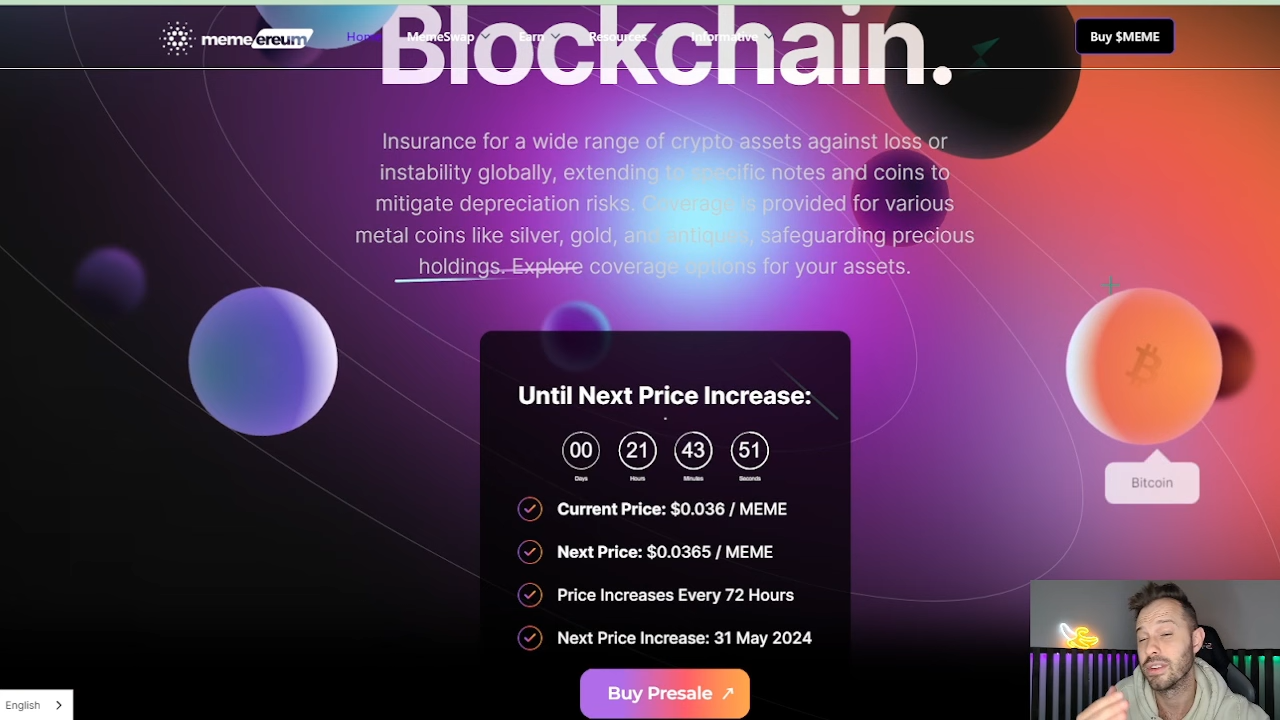 memeereum
Home
MemeSwap
Earn
Resources
Informative
Buy $MEME
Blockchain.
Insurance for a wide range of crypto assets against loss or
instability globally, extending to specific notes and coins to
mitigate depreciation risks. Coverage is provided for various
metal coins like silver, gold, and antiques, safeguarding precious
holdings. Explore coverage options for your assets.
Until Next Price Increase:
00 21 43 51
Days Hours Minutes Seconds
Current Price: $0.036 / MEME
Next Price: $0.0365 / MEME
Price Increases Every 72 Hours
Next Price Increase: 31 May 2024
Buy Presale
Bitcoin
English